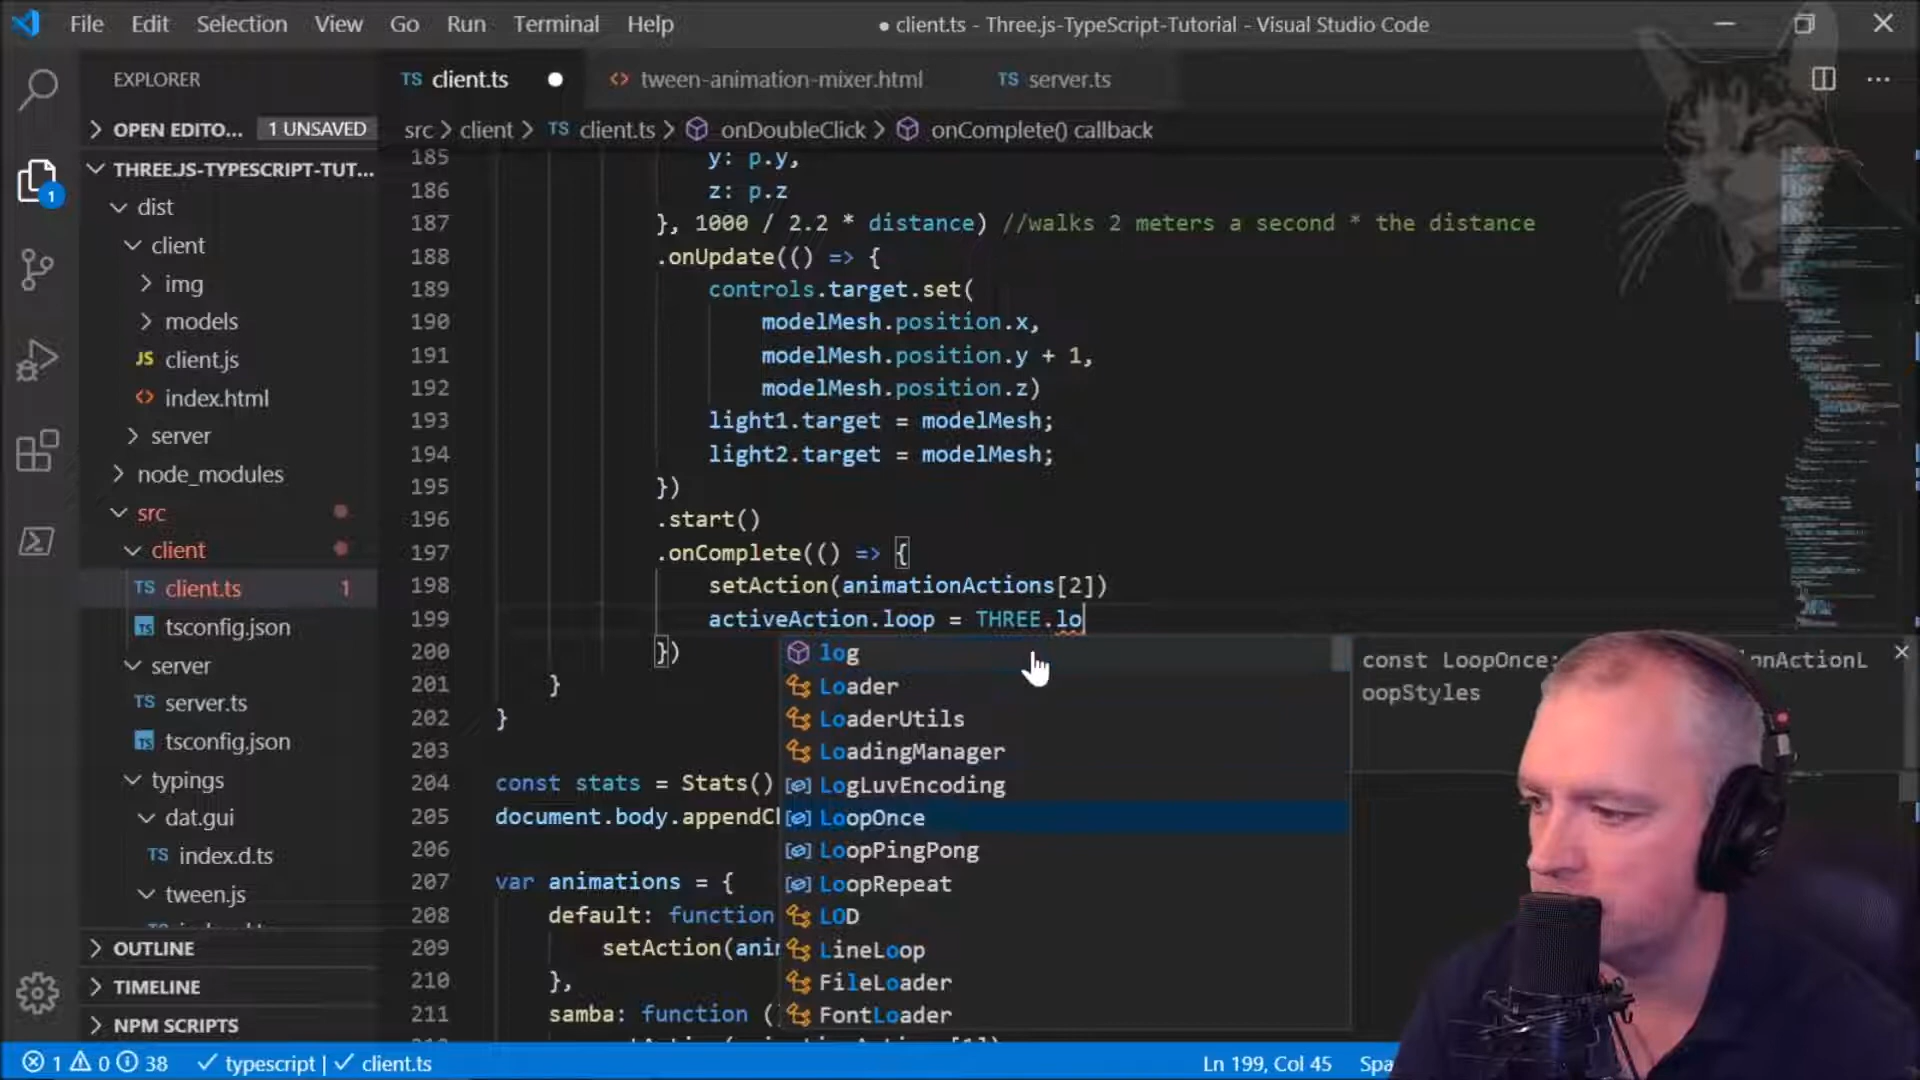 File Edit Selection View Go Run Terminal Help
● client.ts - Three.js-TypeScript-Tutorial - Visual Studio Code
EXPLORER
TS client.ts
<> tween-animation-mixer.html
TS server.ts
OPEN EDITO... 1 UNSAVED
src > client > TS client.ts > onDoubleClick > onComplete() callback
THREE.JS-TYPESCRIPT-TUT...
dist
client
img
models
JS client.js
<> index.html
server
node_modules
src
client
TS client.ts 1
tsconfig.json
server
TS server.ts
tsconfig.json
typings
dat.gui
TS index.d.ts
tween.js
OUTLINE
TIMELINE
NPM SCRIPTS
1
185 y: p.y,
186 z: p.z
187 }, 1000 / 2.2 * distance) //walks 2 meters a second * the distance
188 .onUpdate(() => {
189 controls.target.set(
190 modelMesh.position.x,
191 modelMesh.position.y + 1,
192 modelMesh.position.z)
193 light1.target = modelMesh;
194 light2.target = modelMesh;
195 })
196 .start()
197 .onComplete(() => {
198 setAction(animationActions[2])
199 activeAction.loop = THREE.lo
200 })
201 }
202 }
203
204 const stats = Stats()
205 document.body.appendC
206
207 var animations = {
208 default: function
209 setAction(ani
210 },
211 samba: function (
log
Loader
LoaderUtils
LoadingManager
LogLuvEncoding
LoopOnce
LoopPingPong
LoopRepeat
LOD
LineLoop
FileLoader
FontLoader
const LoopOnce:
onActionL
oopStyles
1 0 38 typescript | client.ts
Ln 199, Col 45 Spa